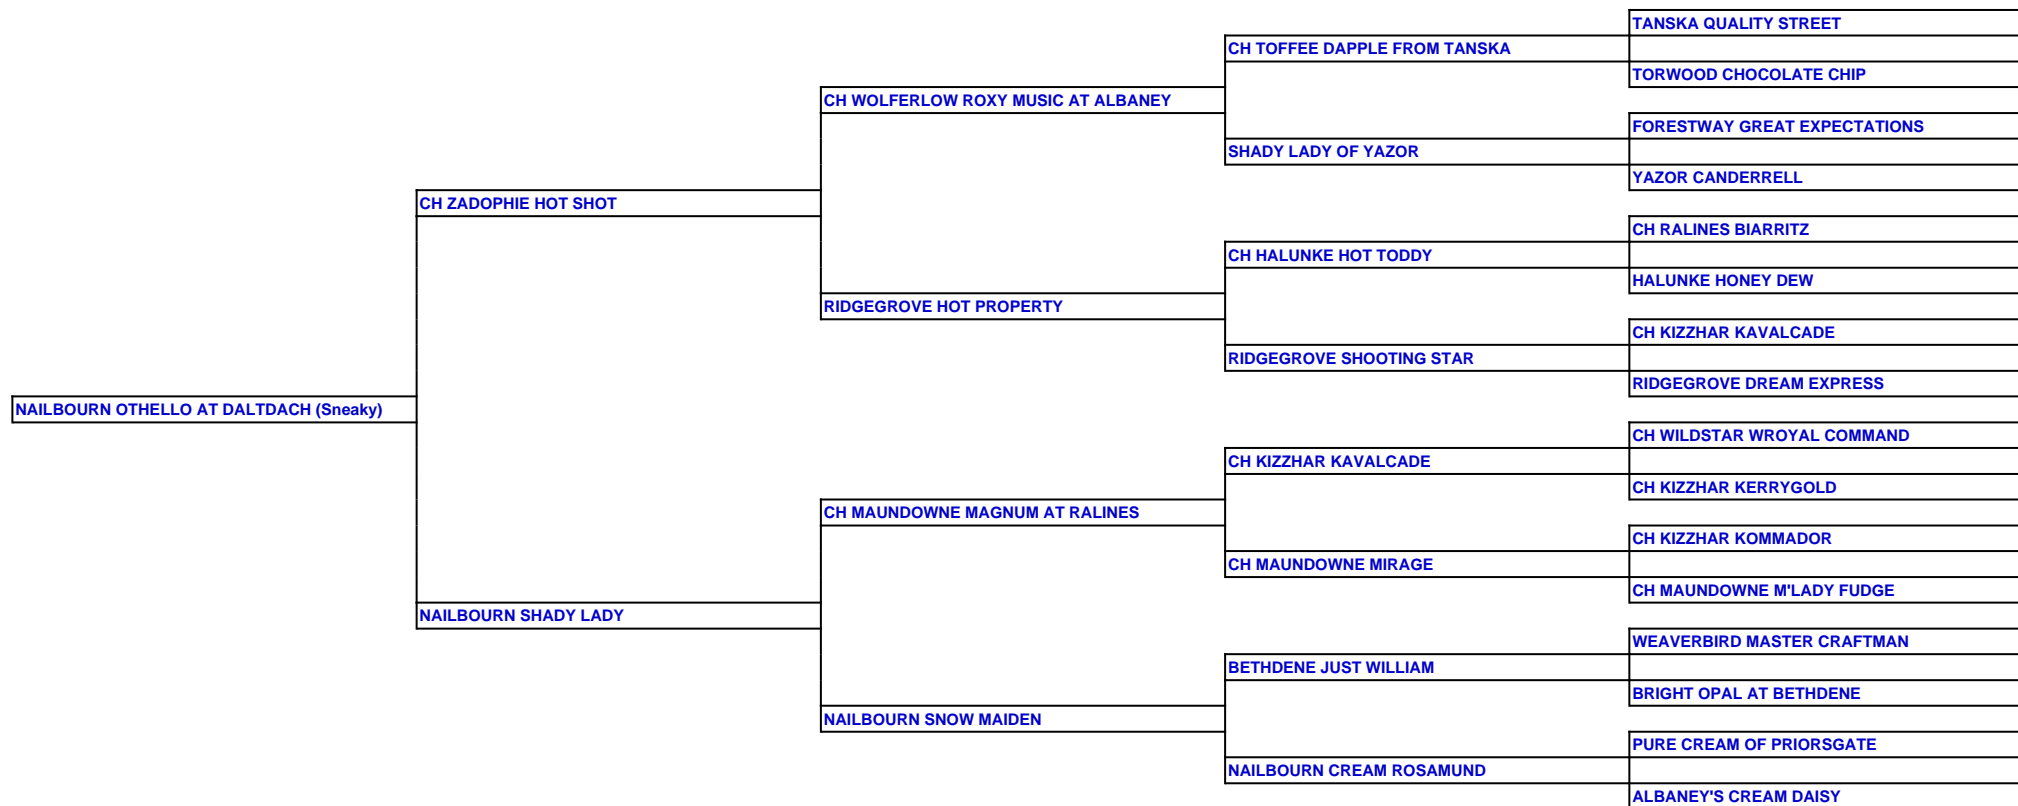 TANSKA QUALITY STREET
CH TOFFEE DAPPLE FROM TANSKA
TORWOOD CHOCOLATE CHIP
CH WOLFERLOW ROXY MUSIC AT ALBANEY
FORESTWAY GREAT EXPECTATIONS
SHADY LADY OF YAZOR
YAZOR CANDERRELL
CH ZADOPHIE HOT SHOT
CH RALINES BIARRITZ
CH HALUNKE HOT TODDY
HALUNKE HONEY DEW
RIDGEGROVE HOT PROPERTY
CH KIZZHAR KAVALCADE
RIDGEGROVE SHOOTING STAR
RIDGEGROVE DREAM EXPRESS
NAILBOURN OTHELLO AT DALTDACH (Sneaky)
CH WILDSTAR WROYAL COMMAND
CH KIZZHAR KAVALCADE
CH KIZZHAR KERRYGOLD
CH MAUNDOWNE MAGNUM AT RALINES
CH KIZZHAR KOMMADOR
CH MAUNDOWNE MIRAGE
CH MAUNDOWNE M'LADY FUDGE
NAILBOURN SHADY LADY
WEAVERBIRD MASTER CRAFTMAN
BETHDENE JUST WILLIAM
BRIGHT OPAL AT BETHDENE
NAILBOURN SNOW MAIDEN
PURE CREAM OF PRIORSGATE
NAILBOURN CREAM ROSAMUND
ALBANEY'S CREAM DAISY